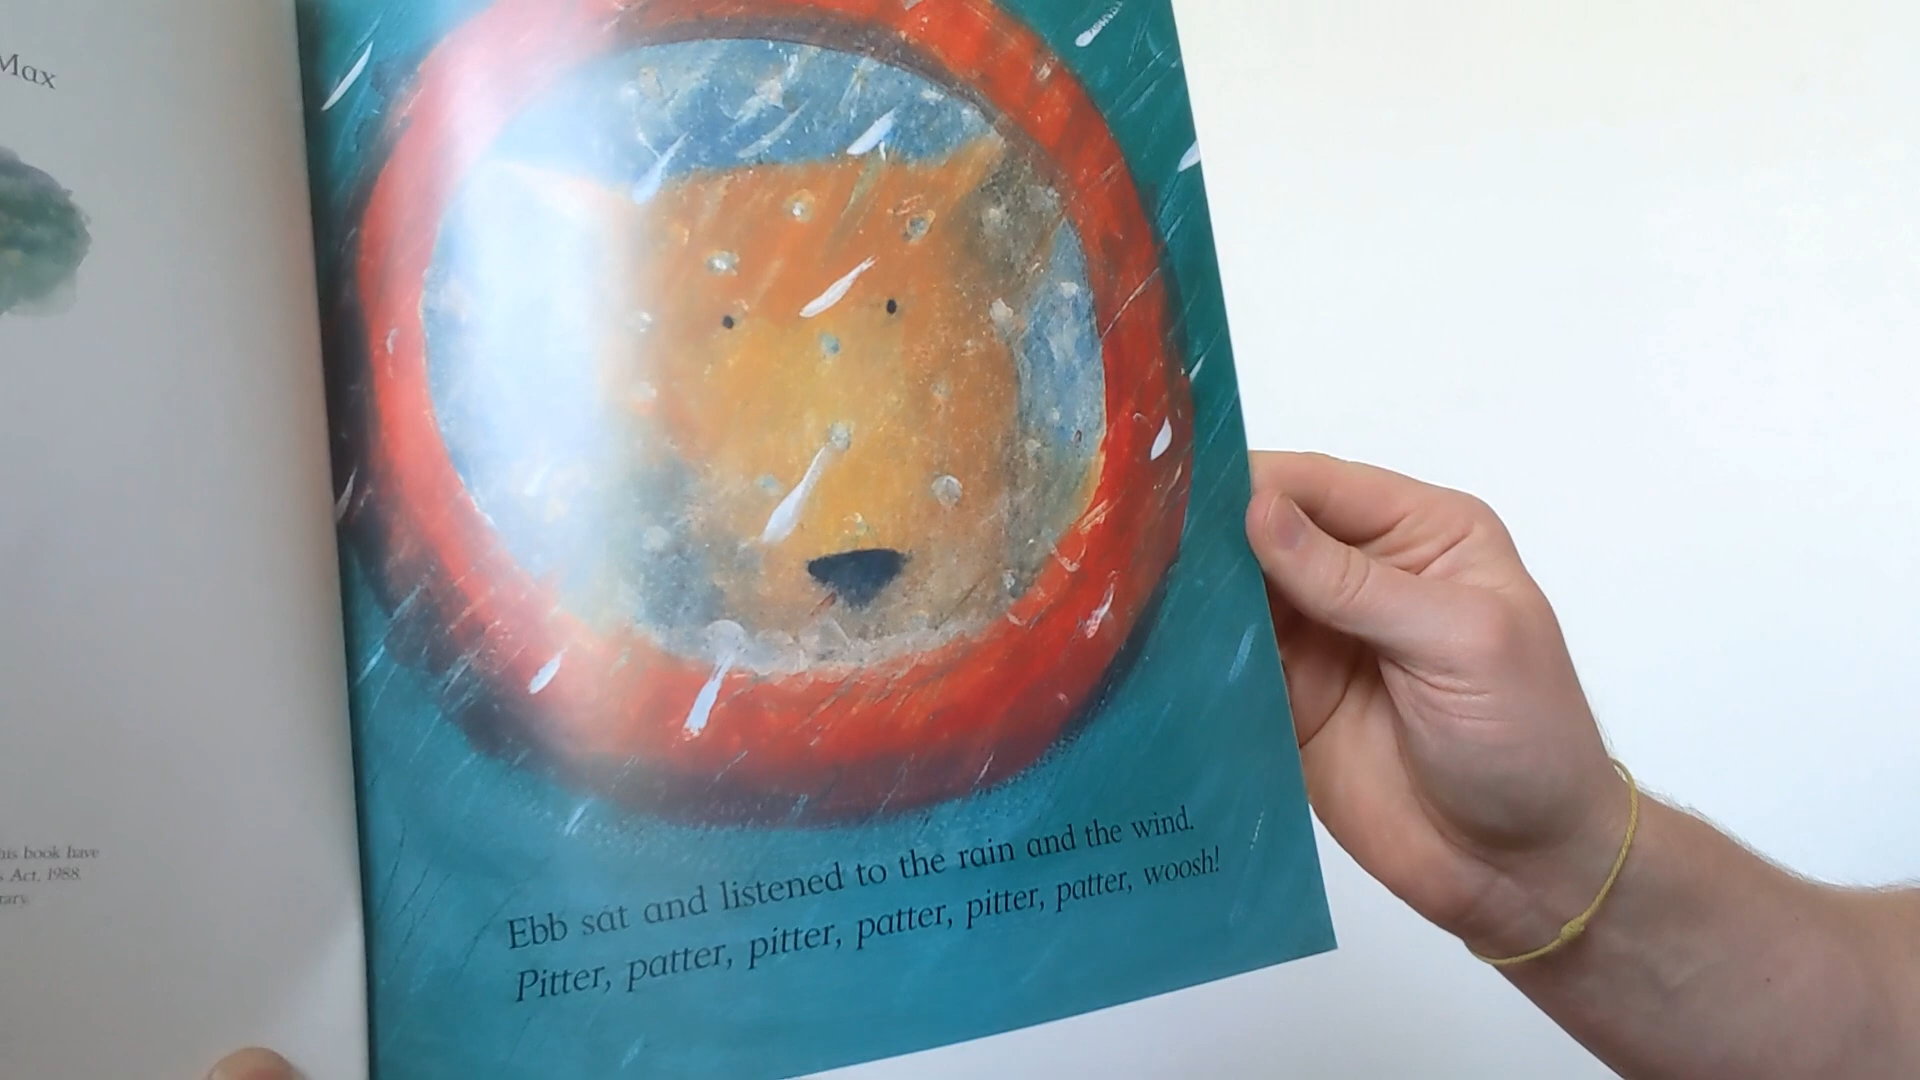 Max
his book have
s Act, 1988.
rary.
Ebb sat and listened to the rain and the wind.
Pitter, patter, pitter, patter, pitter, patter, woosh!